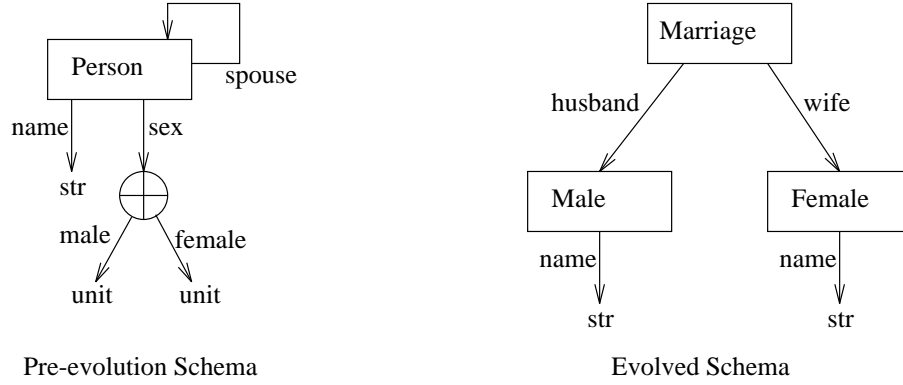 Person
spouse
name
sex
str
male
female
unit
unit
Pre-evolution Schema
Marriage
husband
wife
Male
Female
name
name
str
str
Evolved Schema